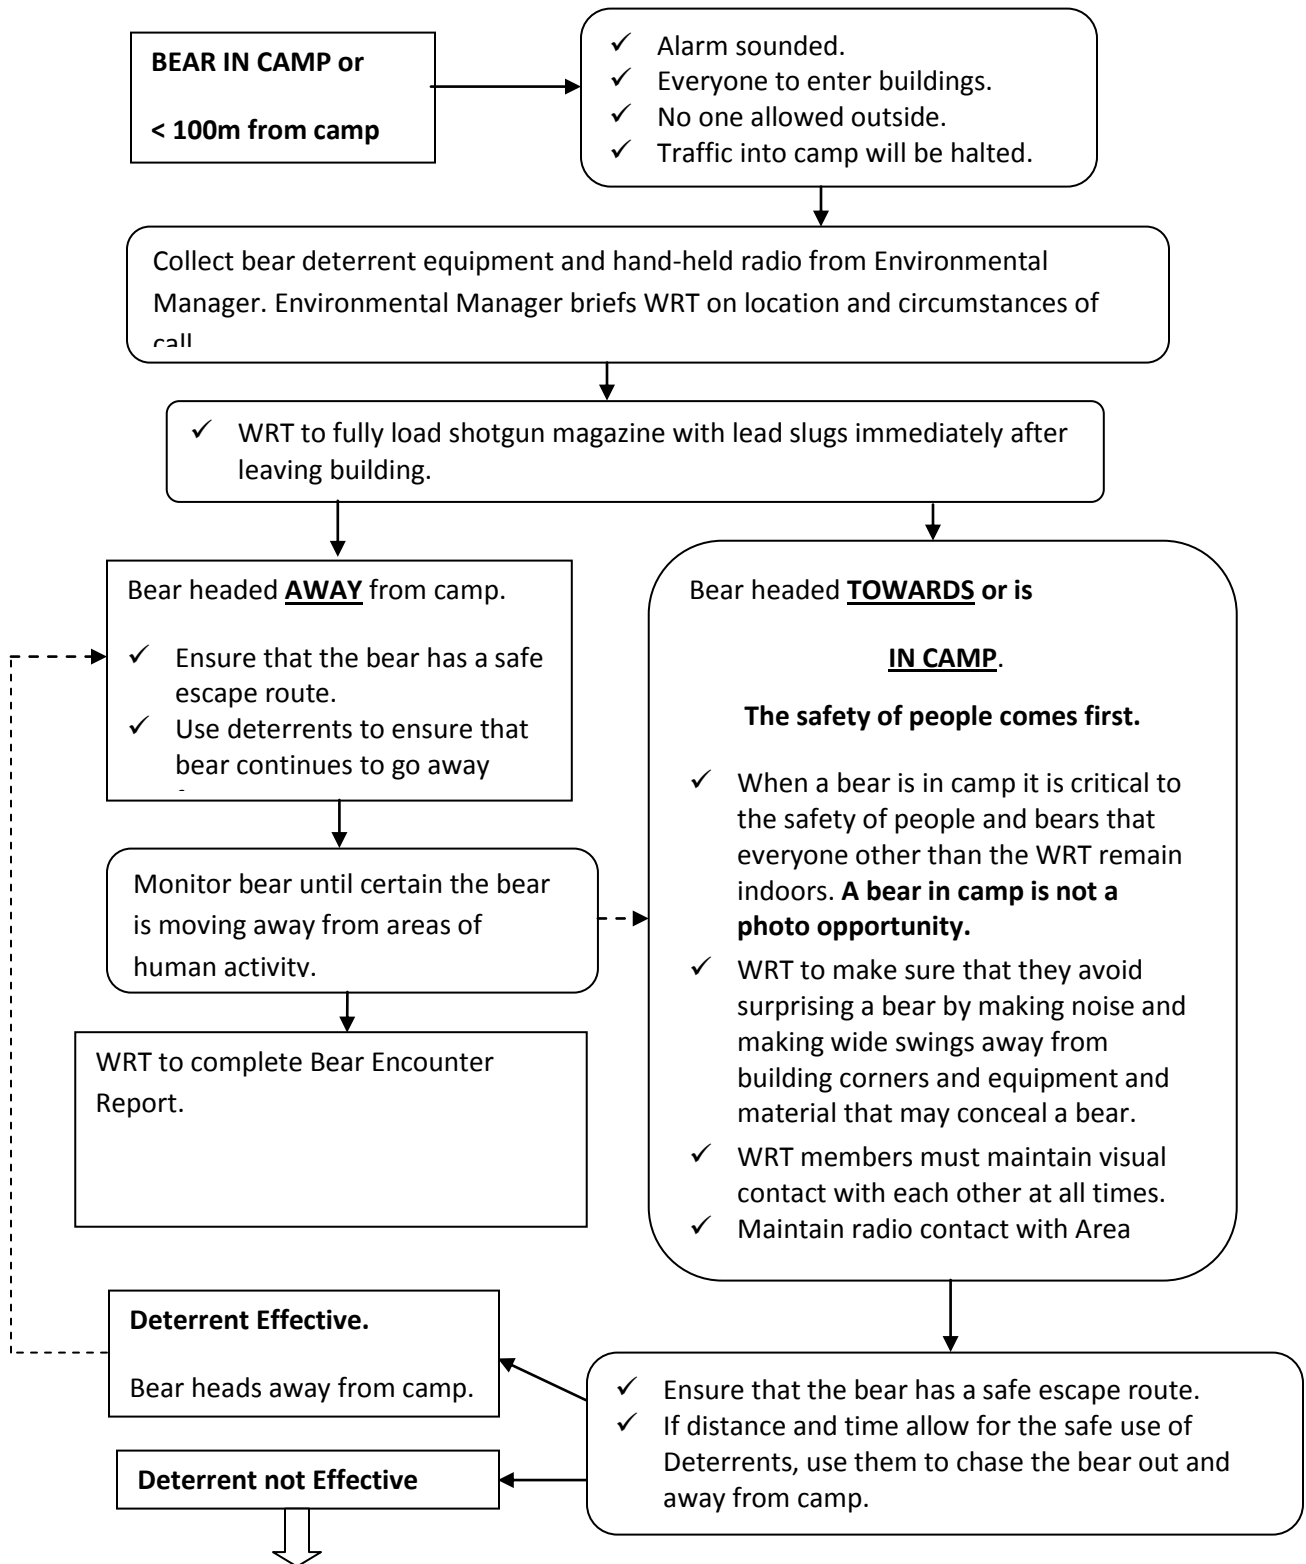 BEAR IN CAMP or
< 100m from camp
✓ Alarm sounded.
✓ Everyone to enter buildings.
✓ No one allowed outside.
✓ Traffic into camp will be halted.
Collect bear deterrent equipment and hand-held radio from Environmental
Manager. Environmental Manager briefs WRT on location and circumstances of
call
✓ WRT to fully load shotgun magazine with lead slugs immediately after
leaving building.
Bear headed AWAY from camp.
✓ Ensure that the bear has a safe
escape route.
✓ Use deterrents to ensure that
bear continues to go away
Monitor bear until certain the bear
is moving away from areas of
human activity.
WRT to complete Bear Encounter
Report.
Bear headed TOWARDS or is
IN CAMP.
The safety of people comes first.
✓ When a bear is in camp it is critical to
the safety of people and bears that
everyone other than the WRT remain
indoors. A bear in camp is not a
photo opportunity.
✓ WRT to make sure that they avoid
surprising a bear by making noise and
making wide swings away from
building corners and equipment and
material that may conceal a bear.
✓ WRT members must maintain visual
contact with each other at all times.
✓ Maintain radio contact with Area
Deterrent Effective.
Bear heads away from camp.
Deterrent not Effective
✓ Ensure that the bear has a safe escape route.
✓ If distance and time allow for the safe use of
Deterrents, use them to chase the bear out and
away from camp.